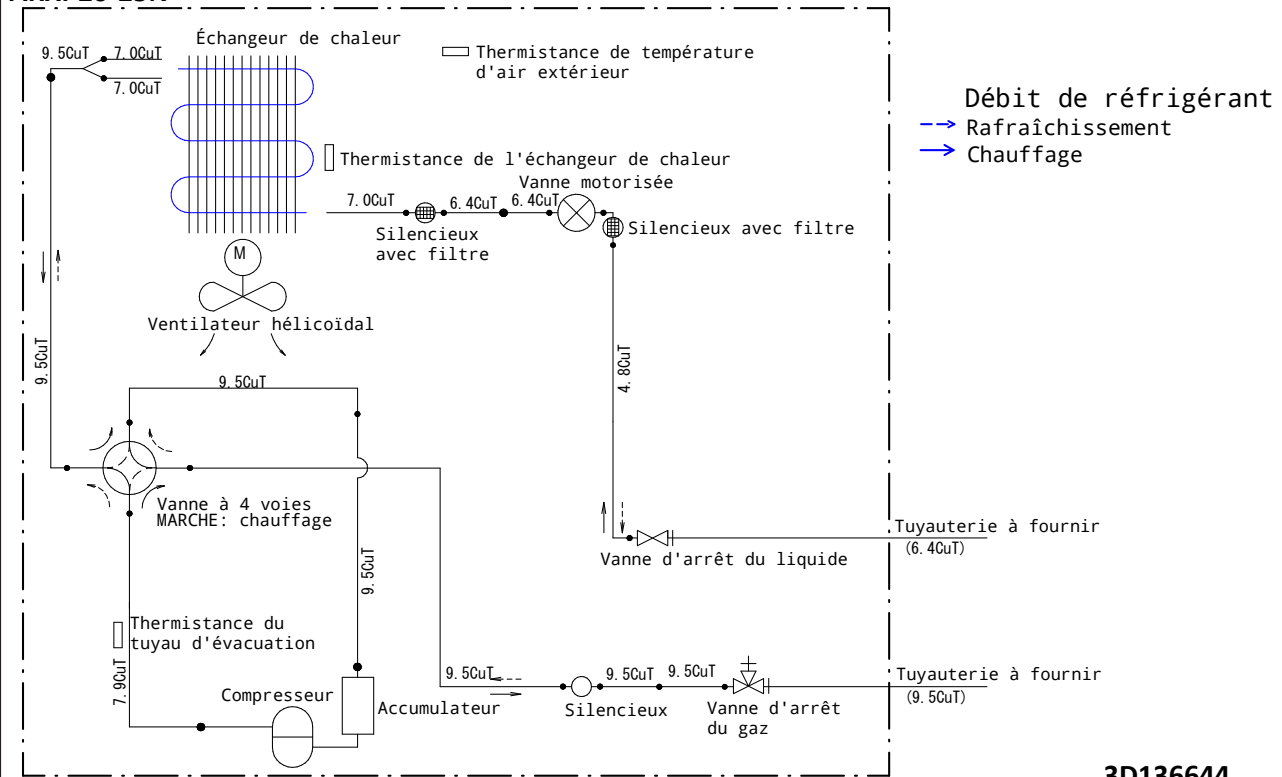 Échangeur de chaleur
9.5CuT
7.0CuT
7.0CuT
Thermistance de température
d'air extérieur
Débit de réfrigérant
Rafraîchissement
Chauffage
Thermistance de l'échangeur de chaleur
Vanne motorisée
7.0CuT
6.4CuT
6.4CuT
Silencieux
avec filtre
Silencieux avec filtre
M
Ventilateur hélicoïdal
9.5CuT
9.5CuT
4.8CuT
Vanne à 4 voies
MARCHE: chauffage
Tuyauterie à fournir
(6.4CuT)
Vanne d'arrêt du liquide
9.5CuT
Thermistance du
tuyau d'évacuation
7.9CuT
Compresseur
Accumulateur
9.5CuT
9.5CuT
9.5CuT
Silencieux
Vanne d'arrêt
du gaz
Tuyauterie à fournir
(9.5CuT)
3D136644